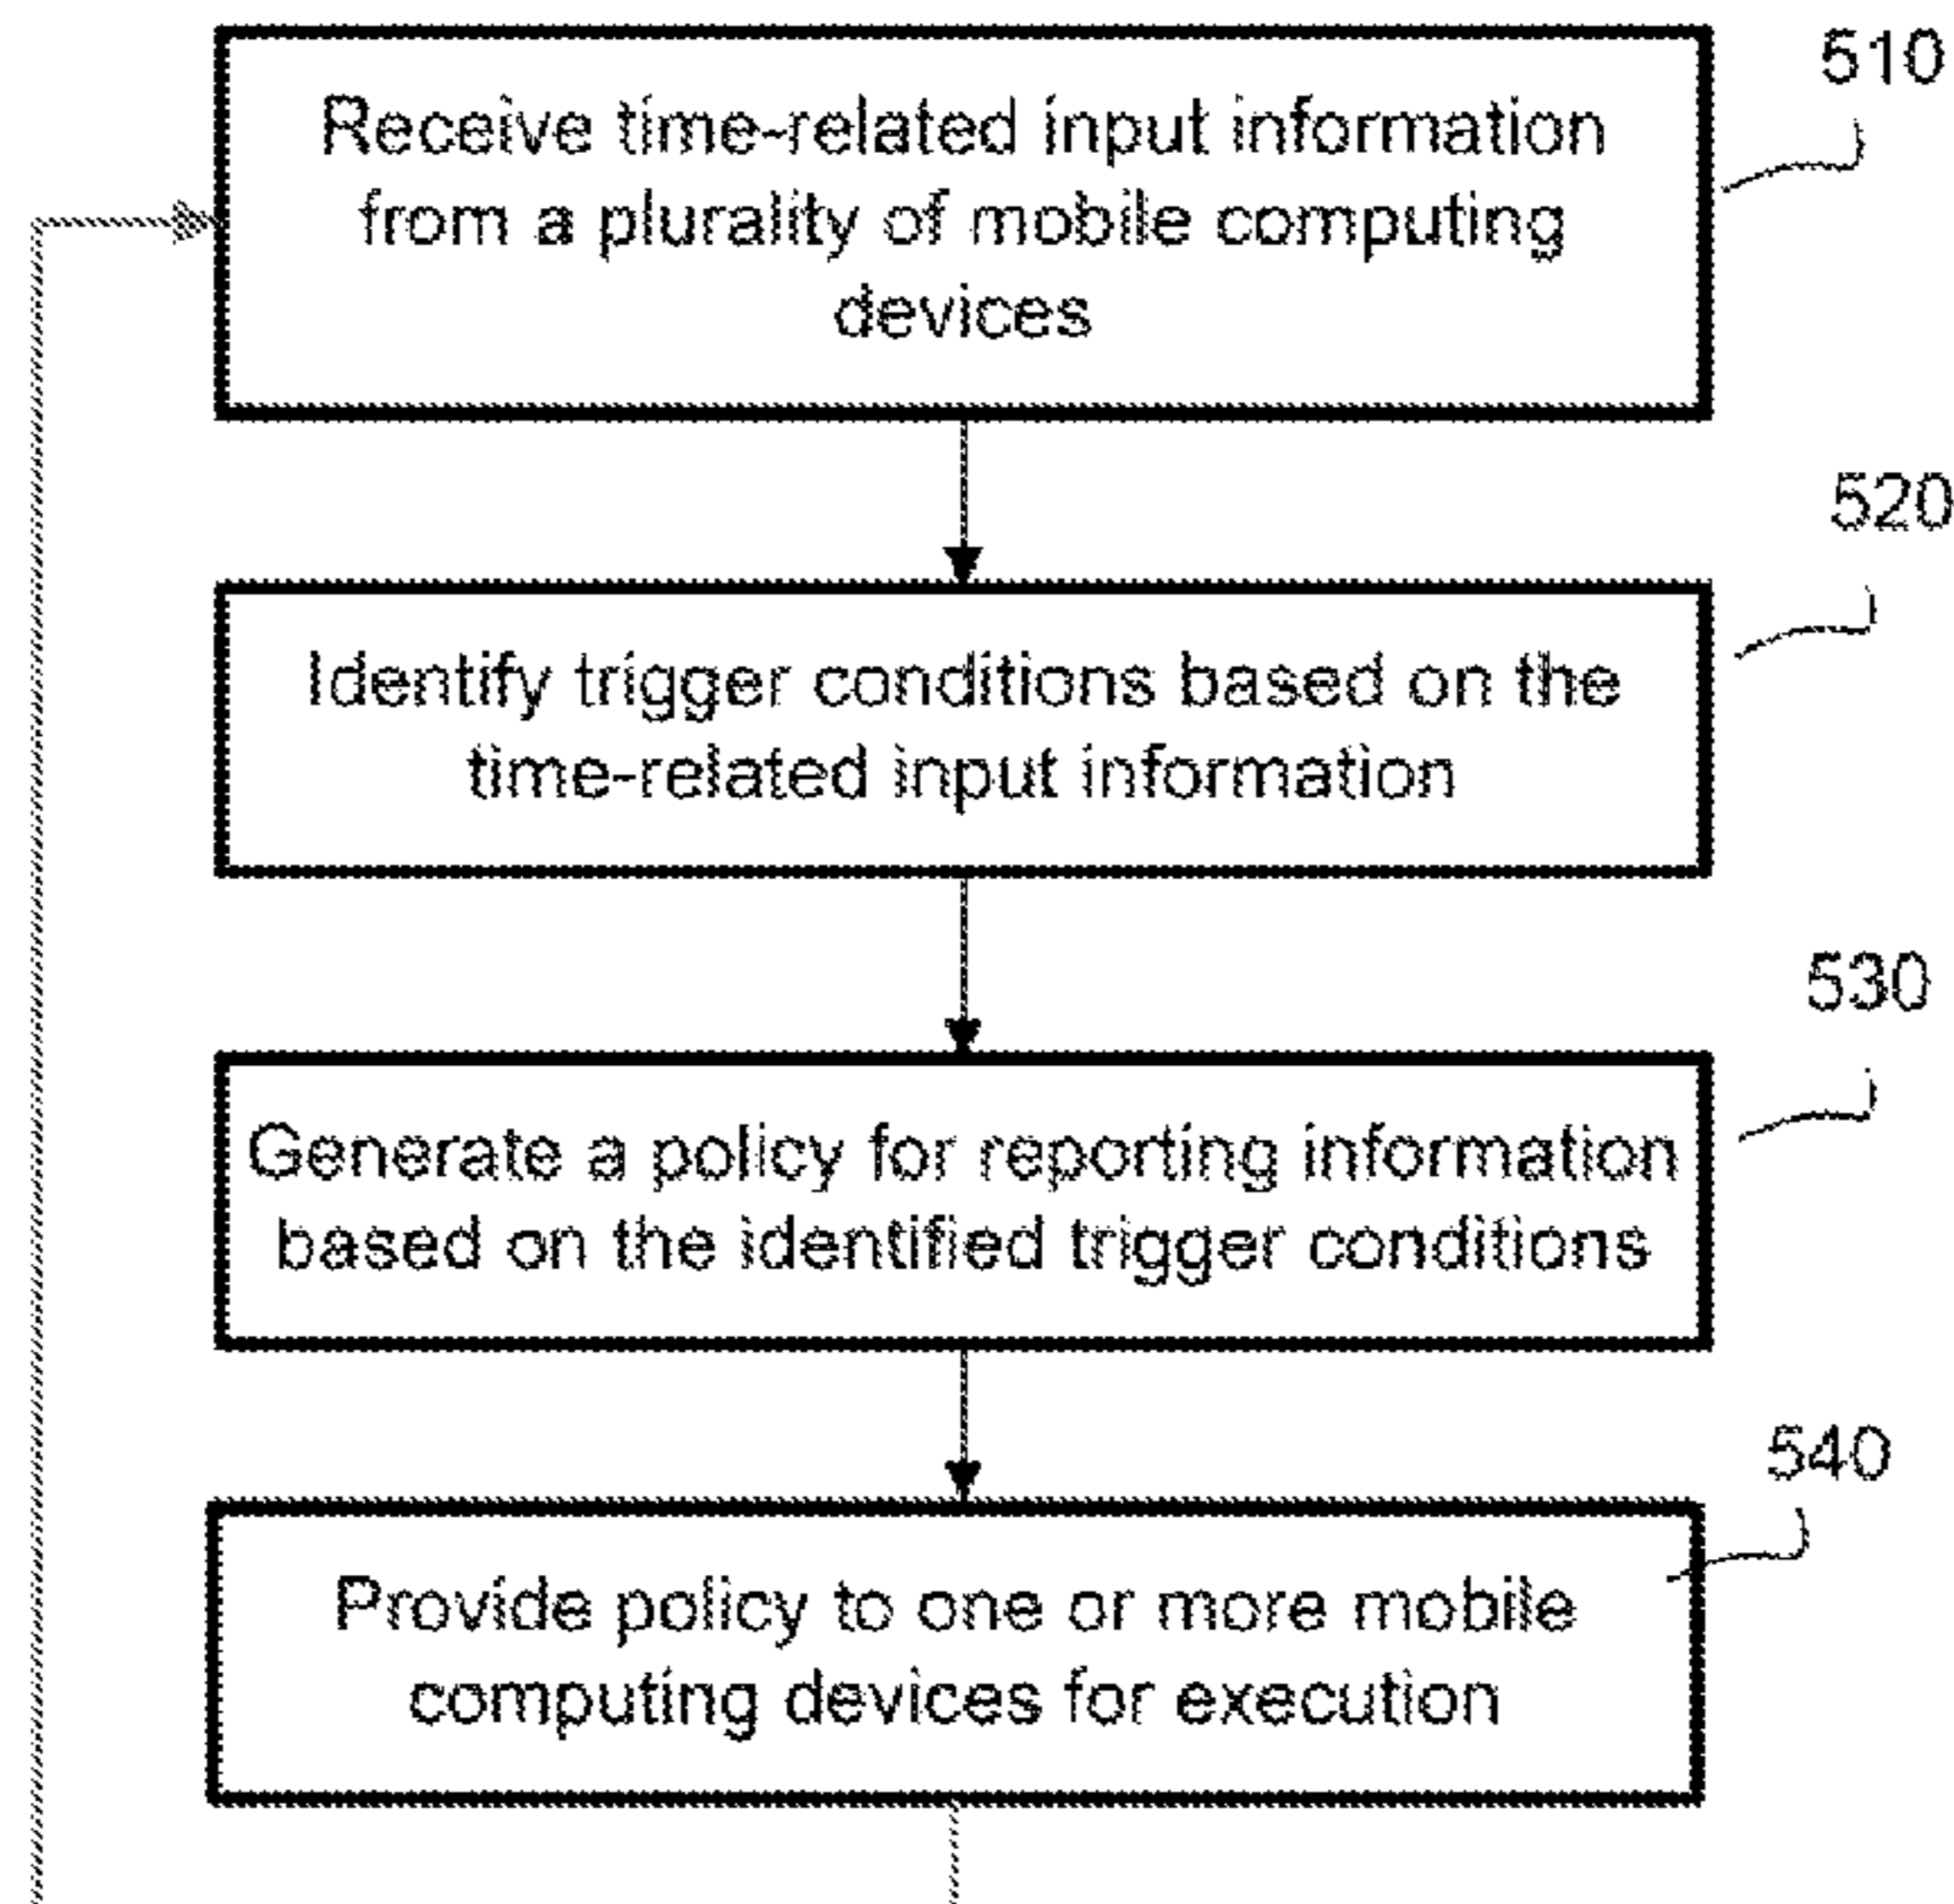 510
Receive time-related input information
from a plurality of mobile computing
devices
520
Identify trigger conditions based on the
time-related input information
530
Generate a policy for reporting information
based on the identified trigger conditions
540
Provide policy to one or more mobile
computing devices for execution